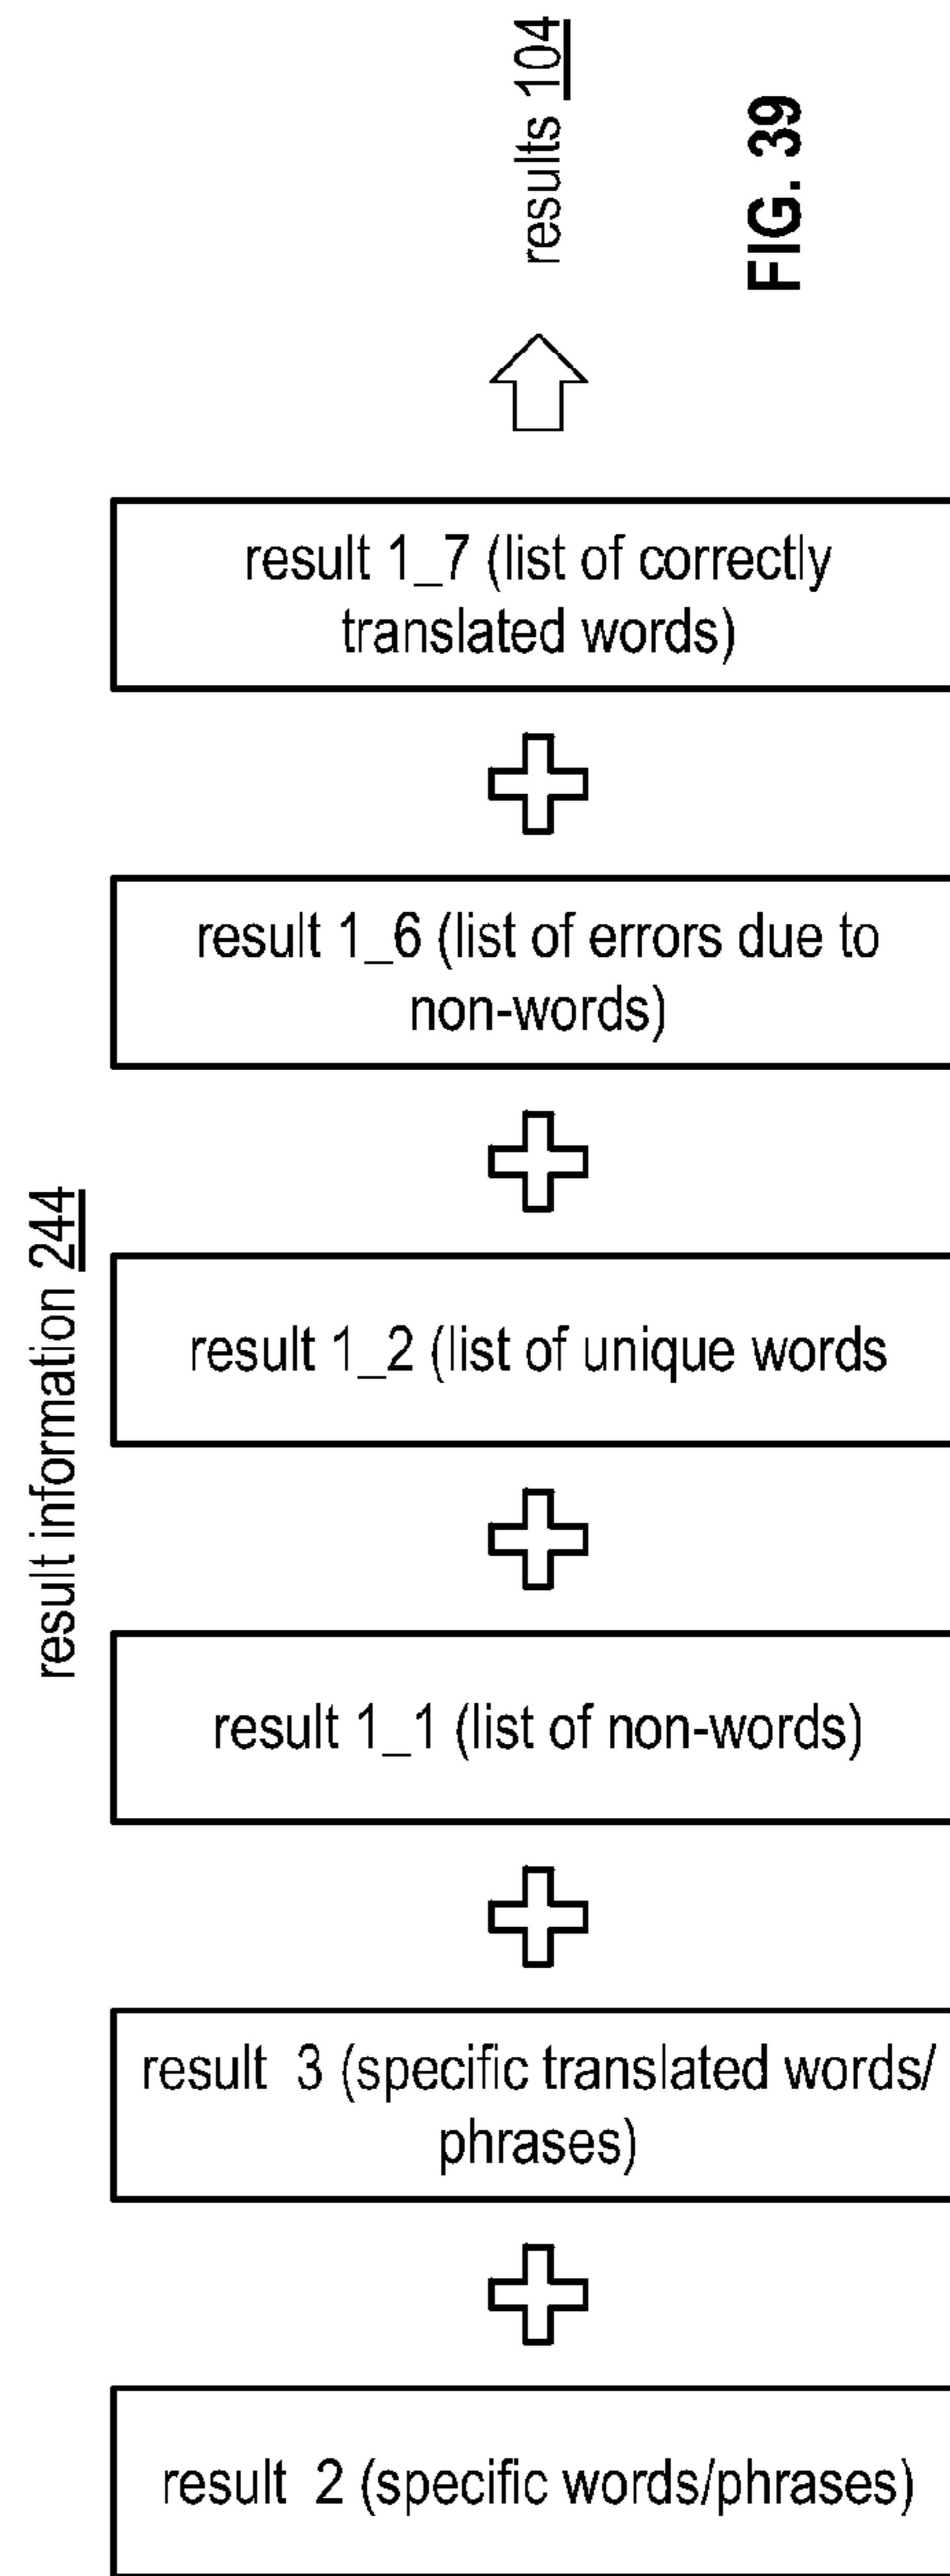 results 104
FIG. 39
result 1_7 (list of correctly
translated words)
result 1_6 (list of errors due to
non-words)
result information 244
result 1_2 (list of unique words
result 1_1 (list of non-words)
result 3 (specific translated words/
phrases)
result 2 (specific words/phrases)